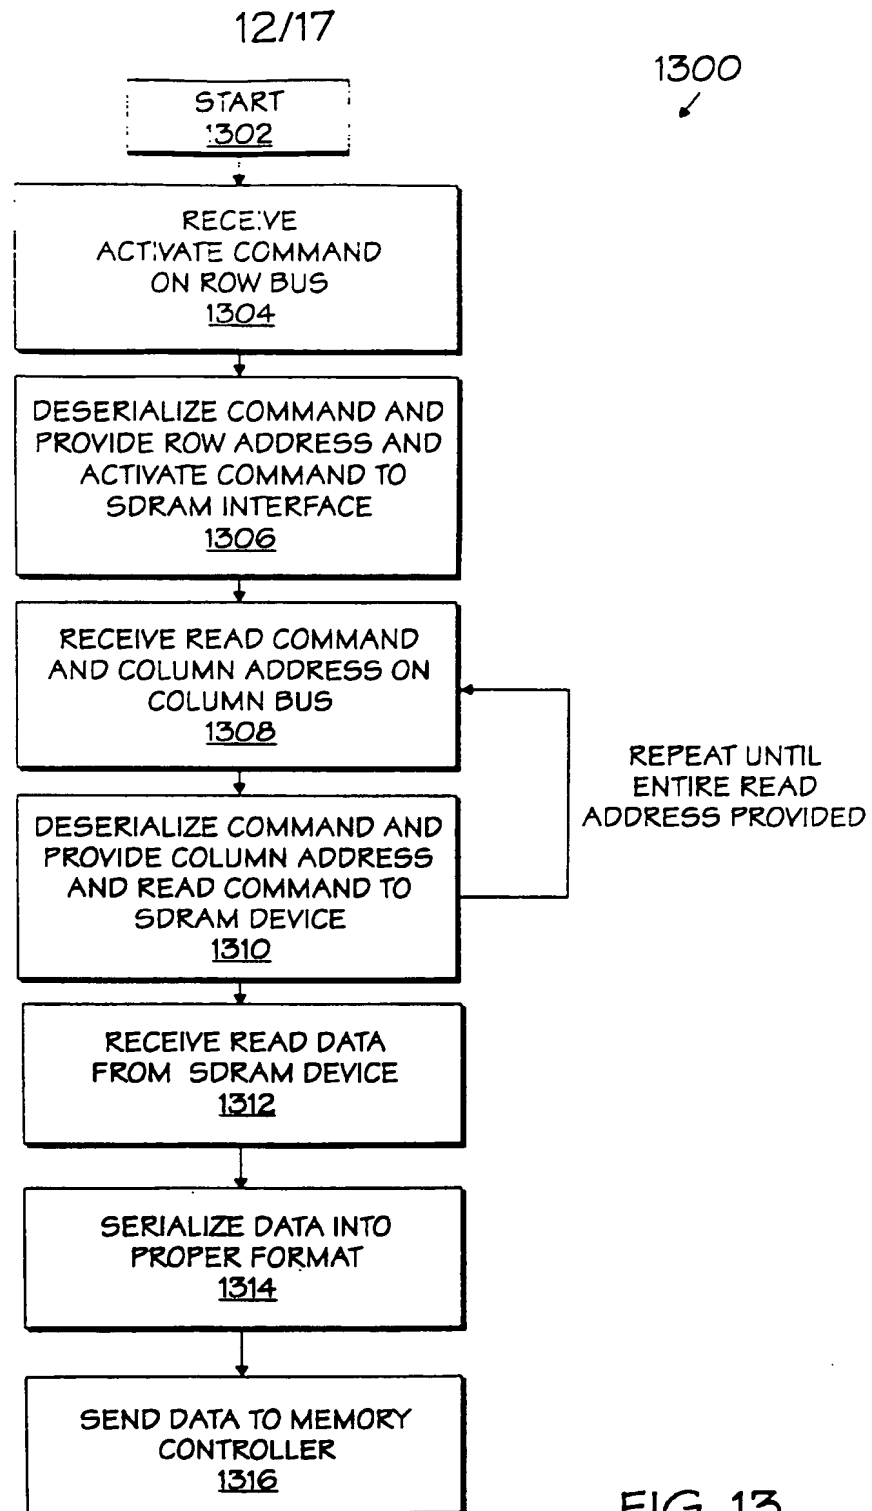 12/17
1300
START
1302
RECEIVE
ACTIVATE COMMAND
ON ROW BUS
1304
DESERIALIZE COMMAND AND
PROVIDE ROW ADDRESS AND
ACTIVATE COMMAND TO
SDRAM INTERFACE
1306
RECEIVE READ COMMAND
AND COLUMN ADDRESS ON
COLUMN BUS
1308
REPEAT UNTIL
ENTIRE READ
ADDRESS PROVIDED
DESERIALIZE COMMAND AND
PROVIDE COLUMN ADDRESS
AND READ COMMAND TO
SDRAM DEVICE
1310
RECEIVE READ DATA
FROM SDRAM DEVICE
1312
SERIALIZE DATA INTO
PROPER FORMAT
1314
SEND DATA TO MEMORY
CONTROLLER
1316
FIG. 13